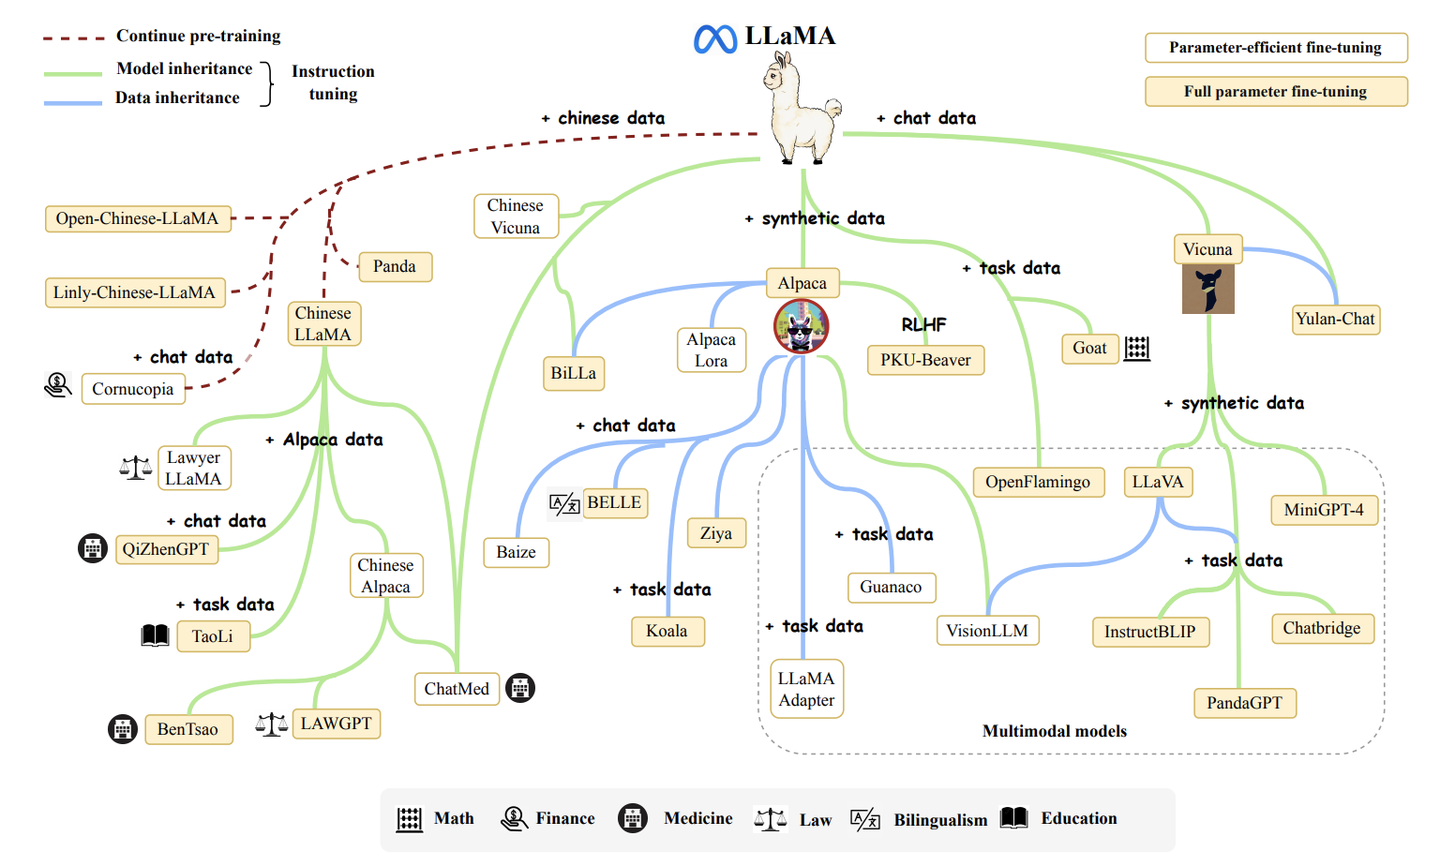 Continue pre-training
Model inheritance
Data inheritance
Instruction
tuning
LLaMA
Parameter-efficient fine-tuning
Full parameter fine-tuning
+ chinese data
+ chat data
Open-Chinese-LLaMA
Linly-Chinese-LLaMA
Panda
Chinese
LLaMA
+ chat data
Cornucopia
Chinese
Vicuna
+ synthetic data
+ task data
Alpaca
Vicuna
Yulan-Chat
BiLLa
Alpaca
Lora
RLHF
PKU-Beaver
Goat
+ synthetic data
Lawyer
LLaMA
+ Alpaca data
+ chat data
QiZhenGPT
Chinese
Alpaca
+ task data
TaoLi
BenTsao
LAWGPT
ChatMed
+ chat data
Baize
BELLE
Ziya
+ task data
Koala
OpenFlamingo
LLaVA
MiniGPT-4
+ task data
Guanaco
+ task data
LLaMA
Adapter
VisionLLM
+ task data
InstructBLIP
Chatbridge
PandaGPT
Multimodal models
Math
Finance
Medicine
Law
Bilingualism
Education